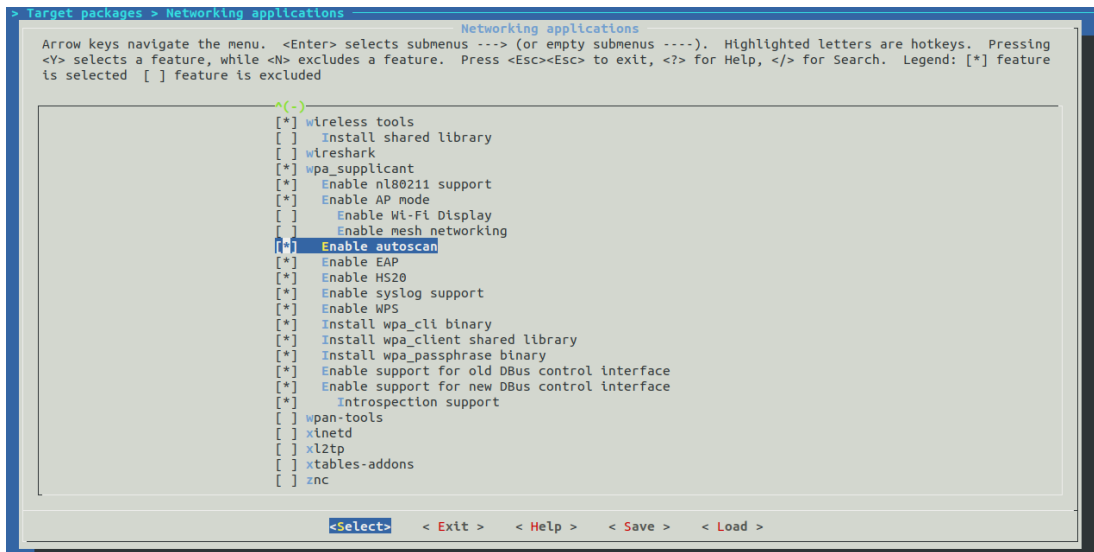 > Target packages > Networking applications
Networking applications
Arrow keys navigate the menu. <Enter> selects submenus ---> (or empty submenus ----). Highlighted letters are hotkeys. Pressing
<Y> selects a feature, while <N> excludes a feature. Press <Esc><Esc> to exit, <?> for Help, </> for Search. Legend: [*] feature
is selected [ ] feature is excluded
^(-)
[*] wireless tools
[ ] Install shared library
[ ] wireshark
[*] wpa_supplicant
[*] Enable nl80211 support
[*] Enable AP mode
[ ] Enable Wi-Fi Display
[ ] Enable mesh networking
[*] Enable autoscan
[*] Enable EAP
[*] Enable HS20
[*] Enable syslog support
[*] Enable WPS
[*] Install wpa_cli binary
[*] Install wpa_client shared library
[*] Install wpa_passphrase binary
[*] Enable support for old DBus control interface
[*] Enable support for new DBus control interface
[*] Introspection support
[ ] wpan-tools
[ ] xinetd
[ ] xl2tp
[ ] xtables-addons
[ ] znc
<Select> < Exit > < Help > < Save > < Load >